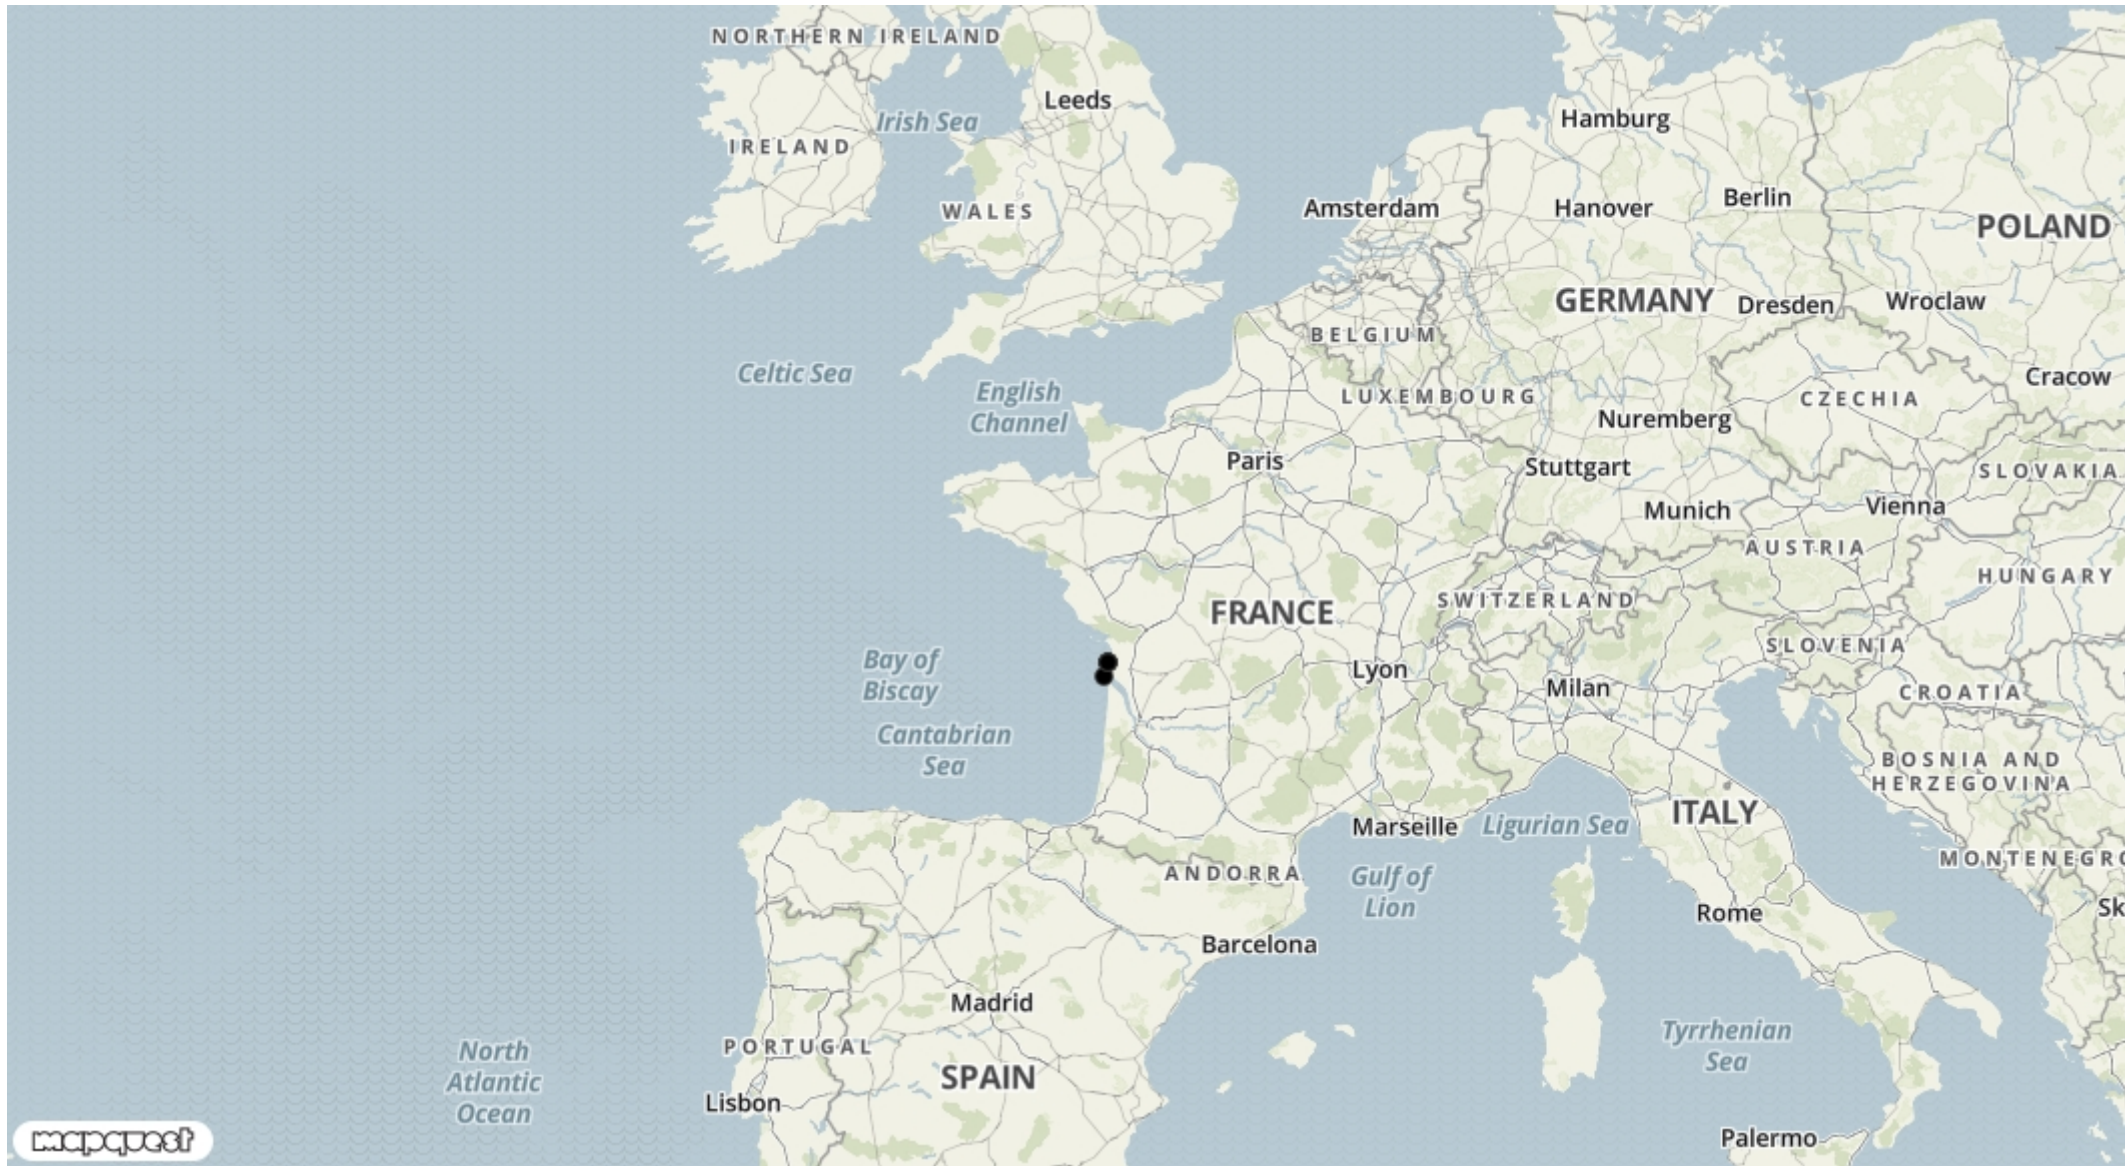 NORTHERN IRELAND
Leeds
Irish Sea
Hamburg
IRELAND
WALES
Amsterdam
Hanover
Berlin
POLAND
GERMANY
Dresden
Wroclaw
BELGIUM
Celtic Sea
English
Channel
LUXEMBOURG
Cracow
CZECHIA
Nuremberg
Paris
Stuttgart
SLOVAKIA
Munich
Vienna
AUSTRIA
HUNGARY
SWITZERLAND
FRANCE
SLOVENIA
Bay of
Biscay
Lyon
Milan
CROATIA
Cantabrian
Sea
BOSNIA AND
HERZEGOVINA
ITALY
Marseille
Ligurian Sea
MONTENEGRO
ANDORRA
Gulf of
Lion
Sk
Rome
Barcelona
Madrid
Tyrrhenian
Sea
PORTUGAL
North
Atlantic
Ocean
SPAIN
Lisbon
Palermo
mapquest